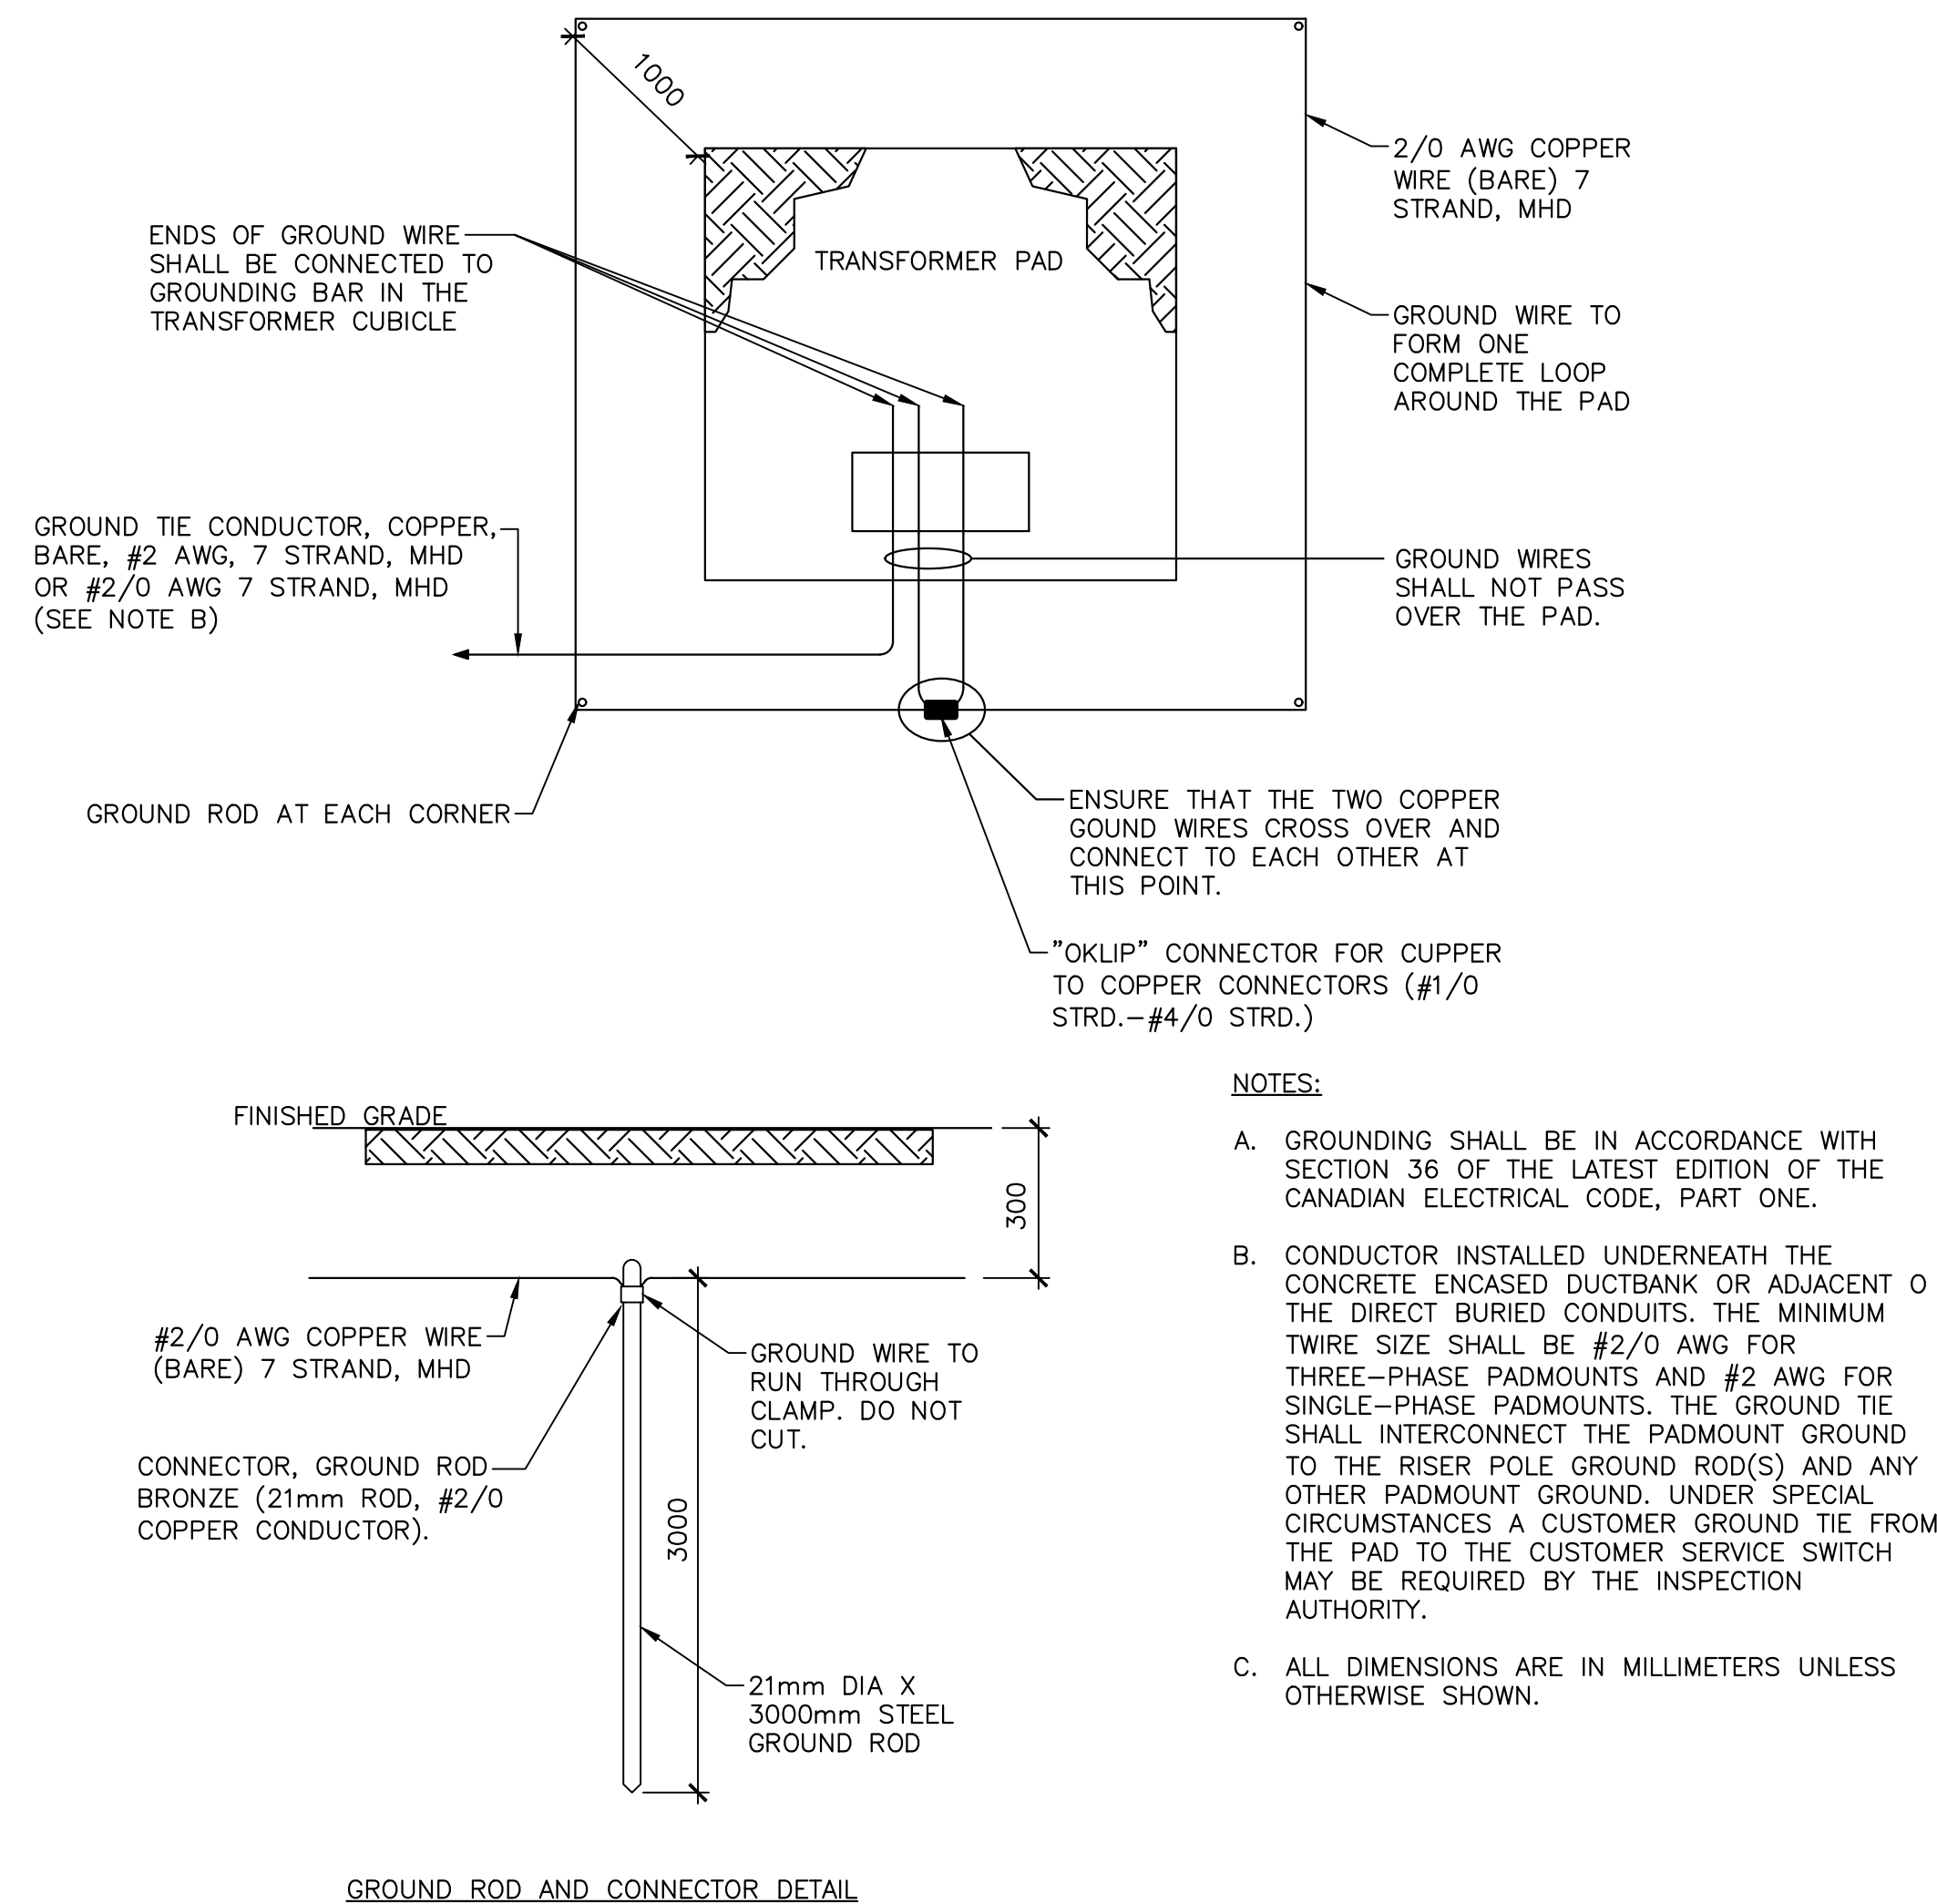 1000
2/0 AWG COPPER
WIRE (BARE) 7
STRAND, MHD
ENDS OF GROUND WIRE
SHALL BE CONNECTED TO
GROUNDING BAR IN THE
TRANSFORMER CUBICLE
TRANSFORMER PAD
GROUND WIRE TO
FORM ONE
COMPLETE LOOP
AROUND THE PAD
GROUND TIE CONDUCTOR, COPPER,
BARE, #2 AWG, 7 STRAND, MHD
OR #2/0 AWG 7 STRAND, MHD
(SEE NOTE B)
GROUND WIRES
SHALL NOT PASS
OVER THE PAD.
GROUND ROD AT EACH CORNER
ENSURE THAT THE TWO COPPER
GOUND WIRES CROSS OVER AND
CONNECT TO EACH OTHER AT
THIS POINT.
"OKLIP" CONNECTOR FOR CUPPER
TO COPPER CONNECTORS (#1/0
STRD.-#4/0 STRD.)
FINISHED GRADE
300
#2/0 AWG COPPER WIRE
(BARE) 7 STRAND, MHD
GROUND WIRE TO
RUN THROUGH
CLAMP. DO NOT
CUT.
CONNECTOR, GROUND ROD
BRONZE (21mm ROD, #2/0
COPPER CONDUCTOR).
3000
21mm DIA X
3000mm STEEL
GROUND ROD
GROUND ROD AND CONNECTOR DETAIL
NOTES:
A. GROUNDING SHALL BE IN ACCORDANCE WITH
SECTION 36 OF THE LATEST EDITION OF THE
CANADIAN ELECTRICAL CODE, PART ONE.
B. CONDUCTOR INSTALLED UNDERNEATH THE
CONCRETE ENCASED DUCTBANK OR ADJACENT O
THE DIRECT BURIED CONDUITS. THE MINIMUM
TWIRE SIZE SHALL BE #2/0 AWG FOR
THREE-PHASE PADMOUNTS AND #2 AWG FOR
SINGLE-PHASE PADMOUNTS. THE GROUND TIE
SHALL INTERCONNECT THE PADMOUNT GROUND
TO THE RISER POLE GROUND ROD(S) AND ANY
OTHER PADMOUNT GROUND. UNDER SPECIAL
CIRCUMSTANCES A CUSTOMER GROUND TIE FROM
THE PAD TO THE CUSTOMER SERVICE SWITCH
MAY BE REQUIRED BY THE INSPECTION
AUTHORITY.
C. ALL DIMENSIONS ARE IN MILLIMETERS UNLESS
OTHERWISE SHOWN.